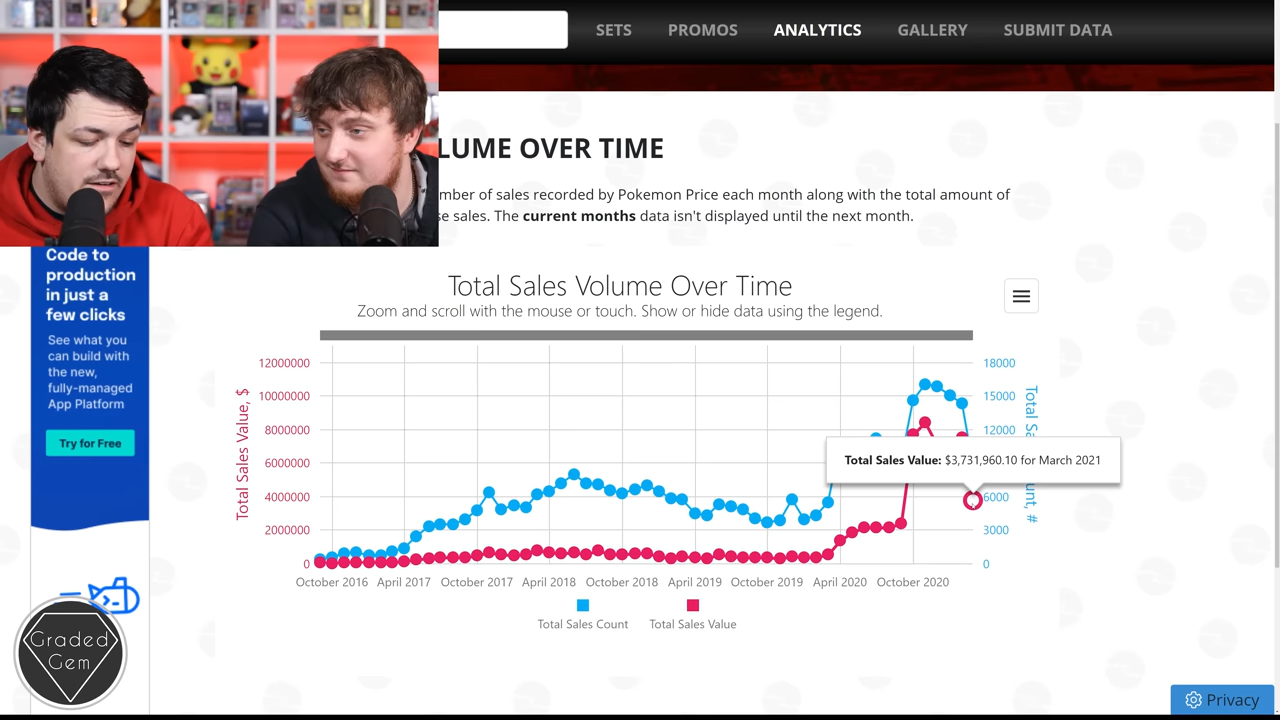 SETS PROMOS ANALYTICS GALLERY SUBMIT DATA
LUME OVER TIME
mber of sales recorded by Pokemon Price each month along with the total amount of
se sales. The current months data isn't displayed until the next month.
Code to
production
in just a
few clicks
See what you
can build with
the new,
fully-managed
App Platform
Try for Free
Total Sales Volume Over Time
Zoom and scroll with the mouse or touch. Show or hide data using the legend.
Total Sales Value, $
12000000
10000000
8000000
6000000
4000000
2000000
0
18000
15000
12000
6000
3000
0
Total Sa
unt, #
Total Sales Value: $3,731,960.10 for March 2021
October 2016 April 2017 October 2017 April 2018 October 2018 April 2019 October 2019 April 2020 October 2020
Total Sales Count Total Sales Value
Graded
Gem
Privacy